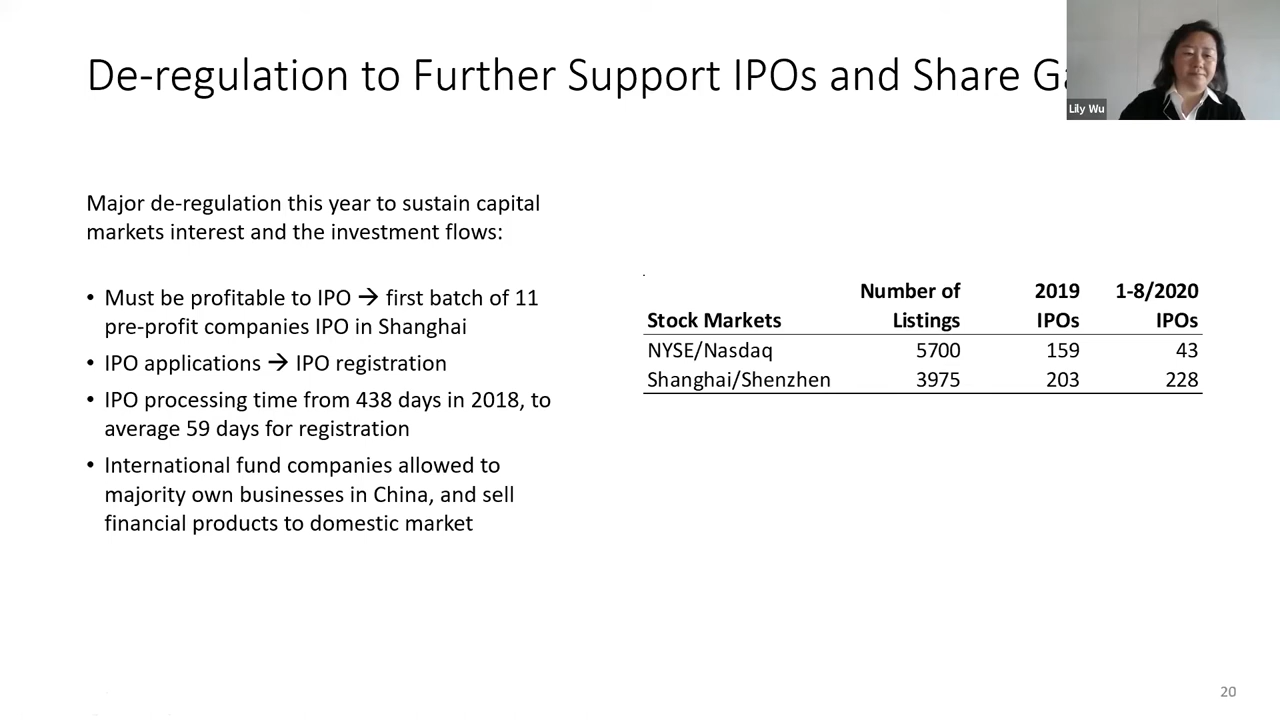 De-regulation to Further Support IPOs and Share
Lily Wu
Major de-regulation this year to sustain capital
markets interest and the investment flows:
• Must be profitable to IPO → first batch of 11
pre-profit companies IPO in Shanghai
• IPO applications → IPO registration
• IPO processing time from 438 days in 2018, to
average 59 days for registration
• International fund companies allowed to
majority own businesses in China, and sell
financial products to domestic market
Number of 2019 1-8/2020
Stock Markets Listings IPOs IPOs
NYSE/Nasdaq 5700 159 43
Shanghai/Shenzhen 3975 203 228
20